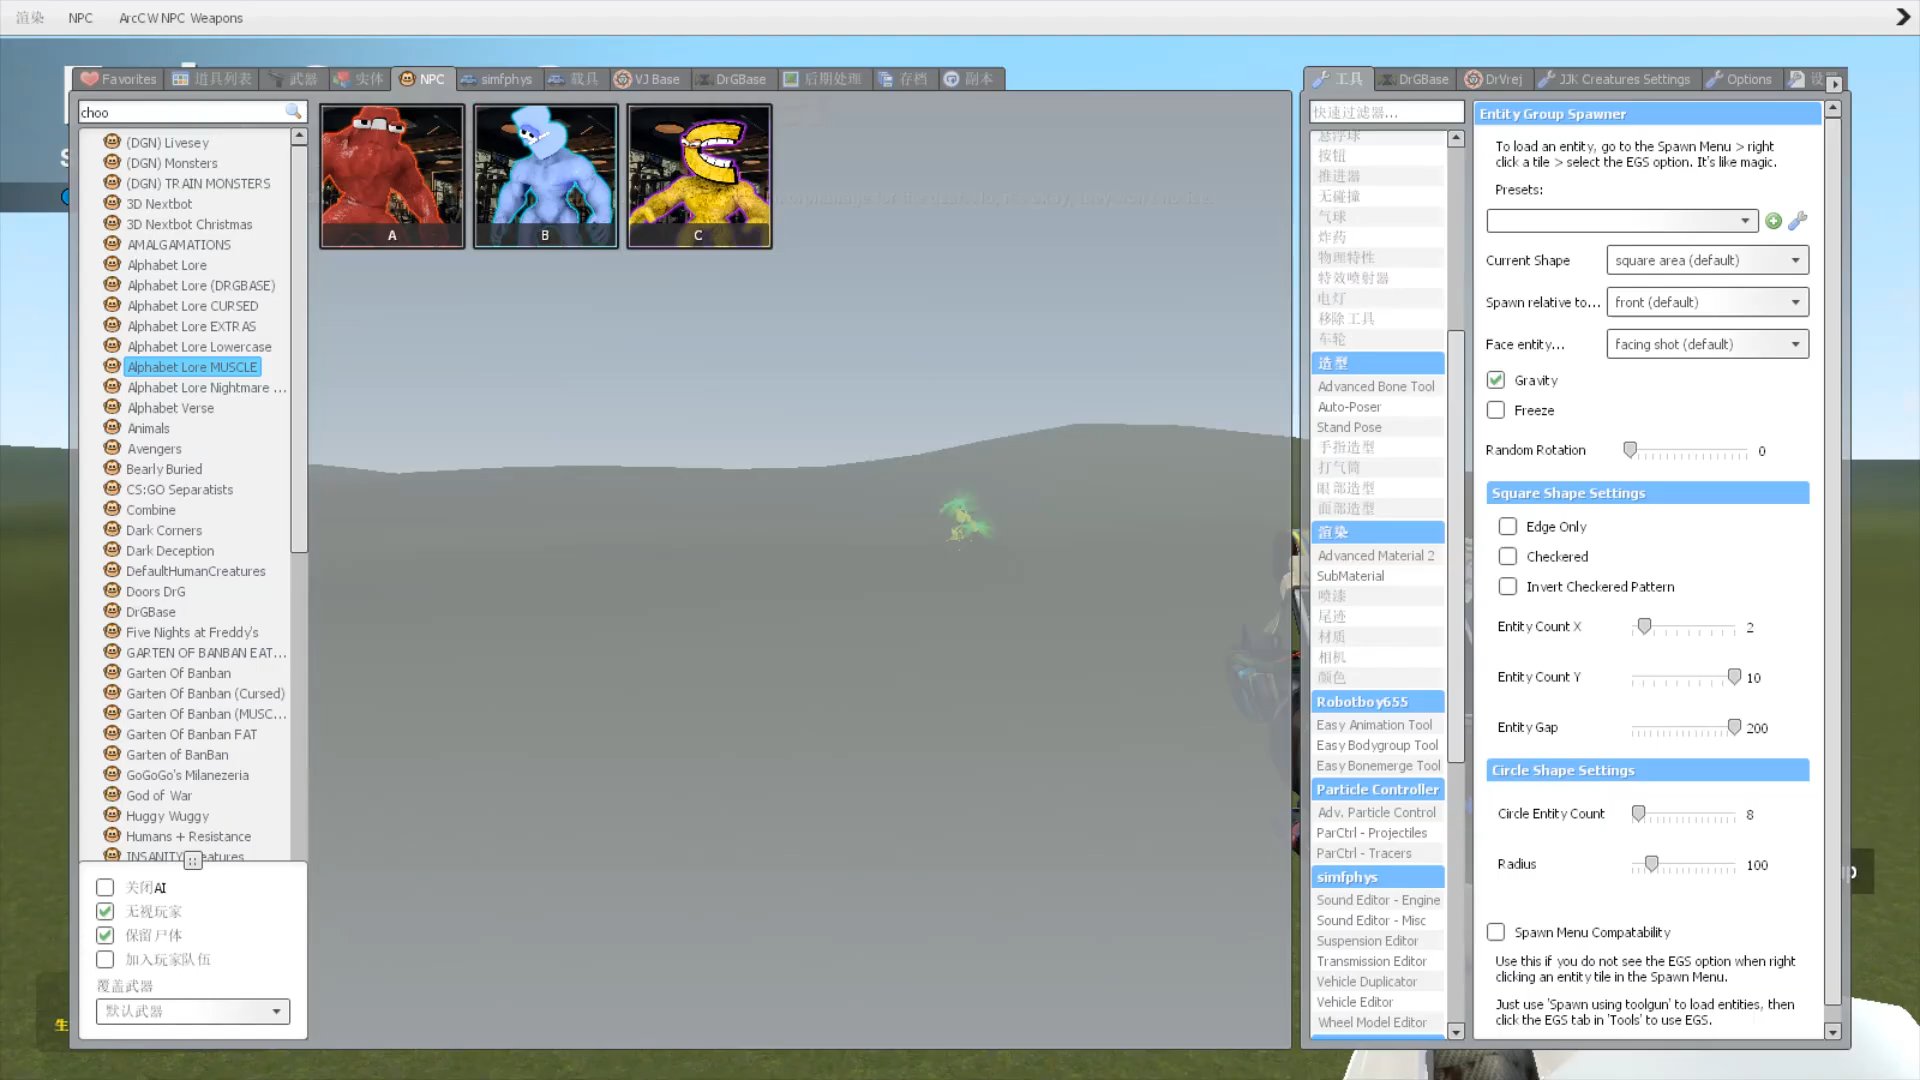 渲染 NPC ArcCW NPC Weapons
Favorites 道具列表 武器 实体 NPC simfphys 载具 VJ Base DrGBase 后期处理 存档 副本
choo
(DGN) Livesey
(DGN) Monsters
(DGN) TRAIN MONSTERS
3D Nextbot
3D Nextbot Christmas
AMALGAMATIONS
Alphabet Lore
Alphabet Lore (DRGBASE)
Alphabet Lore CURSED
Alphabet Lore EXTRAS
Alphabet Lore Lowercase
Alphabet Lore MUSCLE
Alphabet Lore Nightmare ...
Alphabet Verse
Animals
Avengers
Bearly Buried
CS:GO Separatists
Combine
Dark Corners
Dark Deception
DefaultHumanCreatures
Doors DrG
DrGBase
Five Nights at Freddy's
GARTEN OF BANBAN EAT...
Garten Of Banban
Garten Of Banban (Cursed)
Garten Of Banban (MUSC...
Garten Of Banban FAT
Garten of BanBan
GoGoGo's Milanezeria
God of War
Huggy Wuggy
Humans + Resistance
关闭AI
无视玩家
保留尸体
加入玩家队伍
覆盖武器
默认武器
A B C
工具 DrGBase DrVrej JJK Creatures Settings Options 设
快速过滤器...
悬浮球
按钮
推进器
无碰撞
气球
炸药
物理特性
特效喷射器
电灯
移除工具
车轮
造型
Advanced Bone Tool
Auto-Poser
Stand Pose
手指造型
打气筒
眼部造型
面部造型
渲染
Advanced Material 2
SubMaterial
喷漆
尾迹
材质
相机
颜色
Robotboy655
Easy Animation Tool
Easy Bodygroup Tool
Easy Bonemerge Tool
Particle Controller
Adv. Particle Control
ParCtrl - Projectiles
ParCtrl - Tracers
simfphys
Sound Editor - Engine
Sound Editor - Misc
Suspension Editor
Transmission Editor
Vehicle Duplicator
Vehicle Editor
Wheel Model Editor
Entity Group Spawner
To load an entity, go to the Spawn Menu > right
click a tile > select the EGS option. It's like magic.
Presets:
Current Shape square area (default)
Spawn relative to... front (default)
Face entity... facing shot (default)
Gravity
Freeze
Random Rotation 0
Square Shape Settings
Edge Only
Checkered
Invert Checkered Pattern
Entity Count X 2
Entity Count Y 10
Entity Gap 200
Circle Shape Settings
Circle Entity Count 8
Radius 100
Spawn Menu Compatability
Use this if you do not see the EGS option when right
clicking an entity tile in the Spawn Menu.
Just use 'Spawn using toolgun' to load entities, then
click the EGS tab in 'Tools' to use EGS.